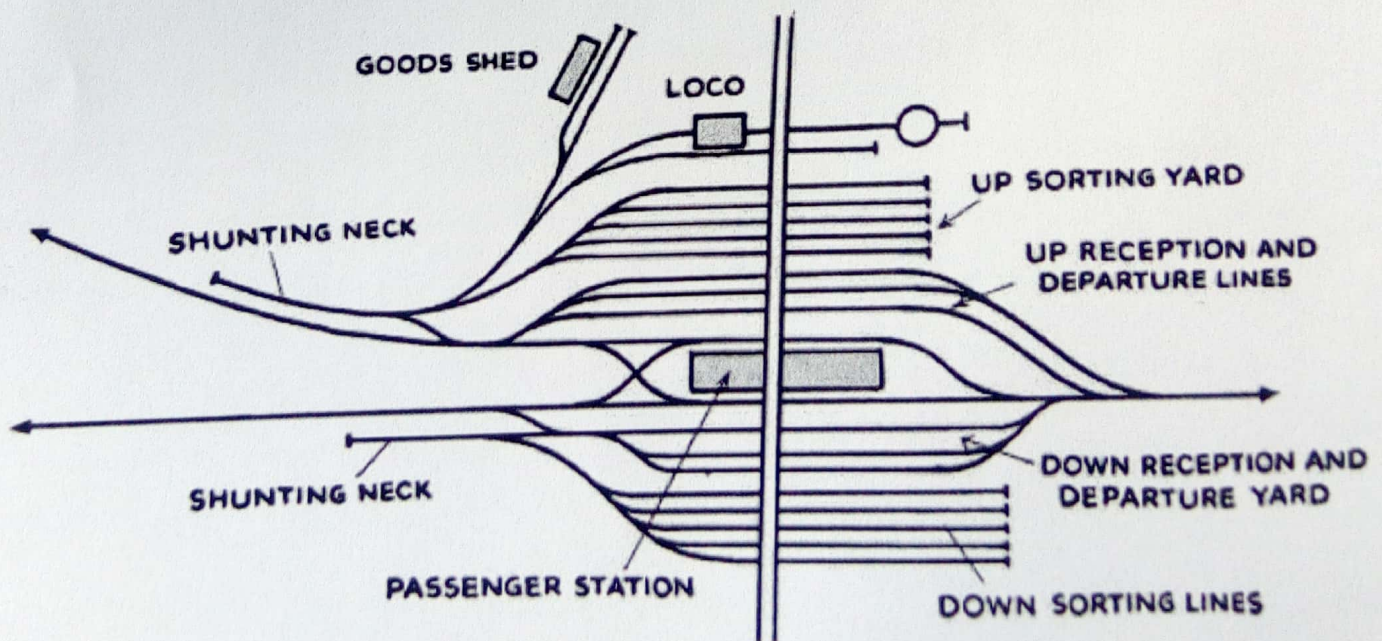 GOODS SHED
LOCO
UP SORTING YARD
SHUNTING NECK
UP RECEPTION AND
DEPARTURE LINES
DOWN RECEPTION AND
DEPARTURE YARD
SHUNTING NECK
PASSENGER STATION
DOWN SORTING LINES